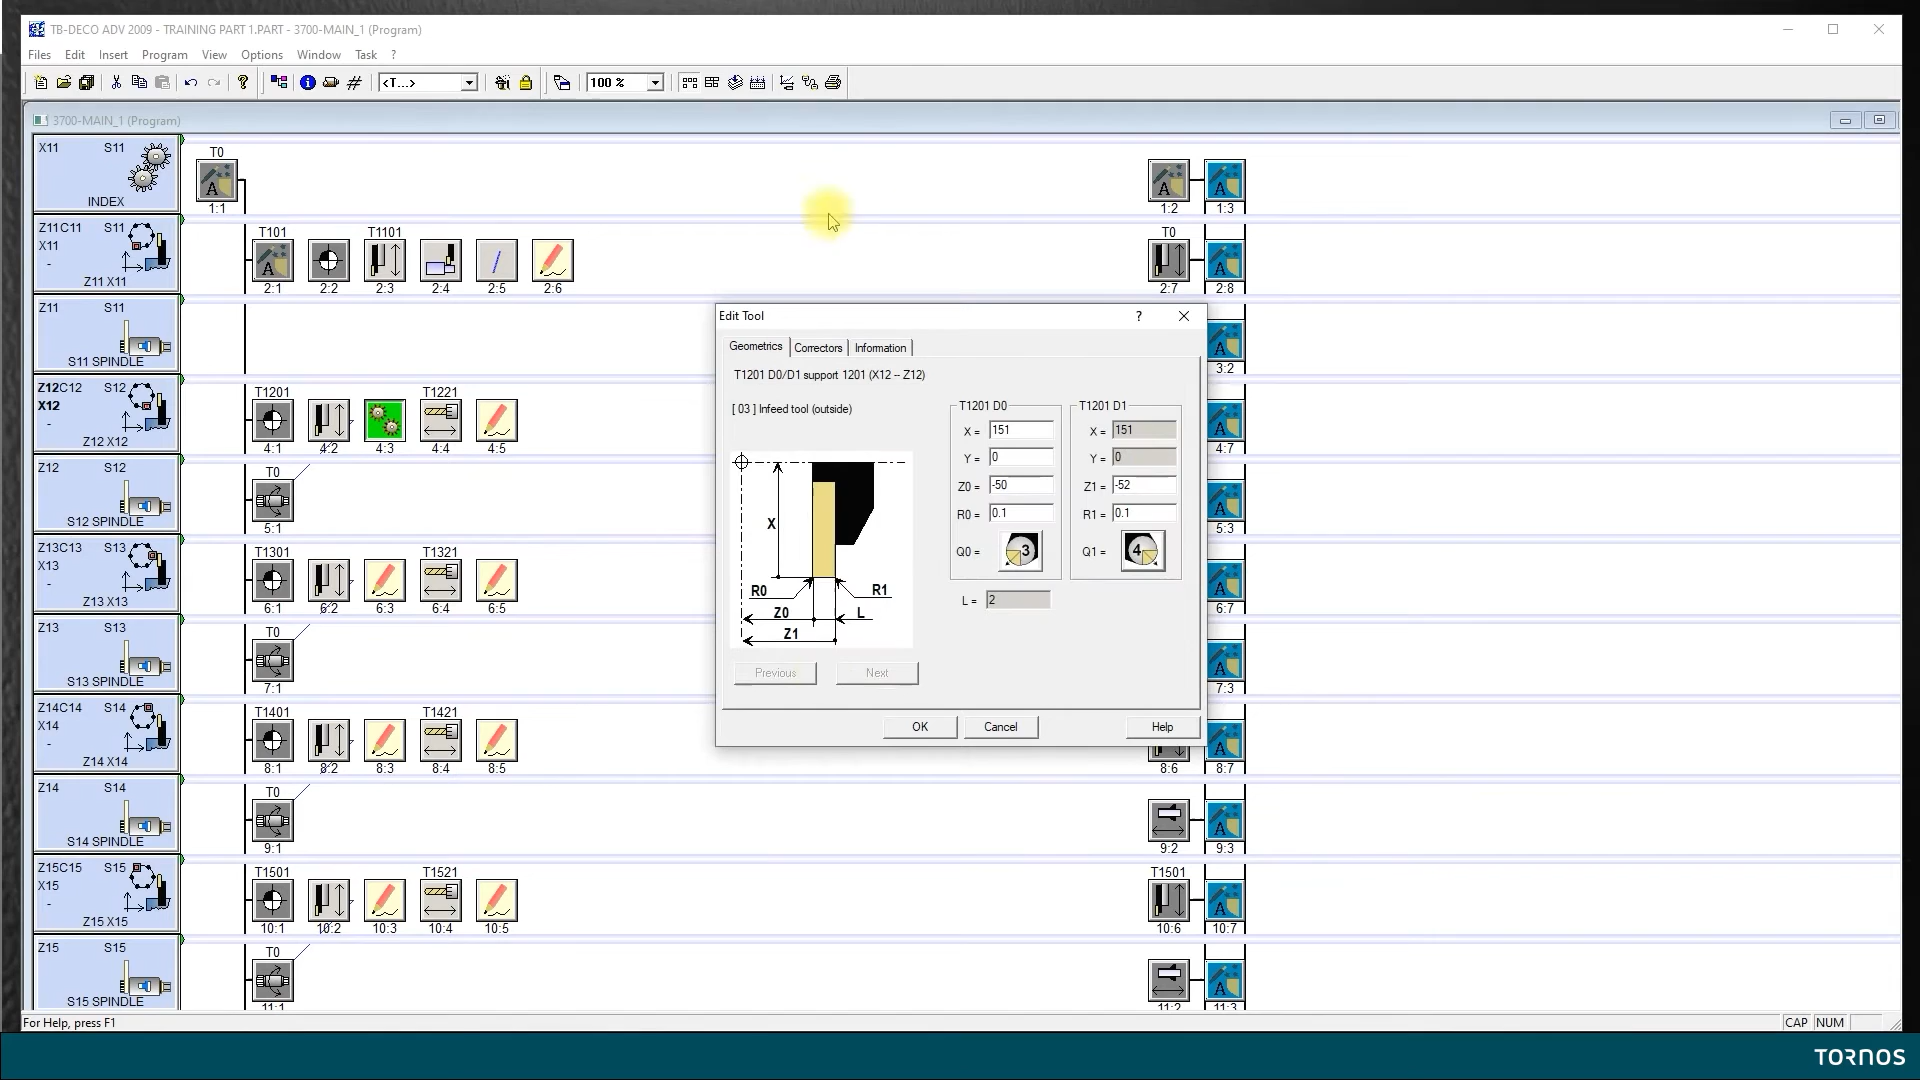 TB-DECO ADV 2009 - TRAINING PART 1.PART - 3700-MAIN_1 (Program)
Files Edit Insert Program View Options Window Task ?
<T...> 100 %
3700-MAIN_1 (Program)
X11 S11
INDEX
T0
A
1:1
A A
1:2 1:3
Z11C11 S11
X11
-
Z11 X11
T101 T1101
A
2:1 2:2 2:3 2:4 2:5 2:6
T0
A
2:7 2:8
Z11 S11
S11 SPINDLE
A
3:2
Z12C12 S12
X12
-
Z12 X12
T1201 T1221
4:1 4:2 4:3 4:4 4:5
A
4:7
Z12 S12
S12 SPINDLE
T0
5:1
A
5:3
Z13C13 S13
X13
-
Z13 X13
T1301 T1321
6:1 6:2 6:3 6:4 6:5
A
6:7
Z13 S13
S13 SPINDLE
T0
7:1
A
7:3
Z14C14 S14
X14
-
Z14 X14
T1401 T1421
8:1 8:2 8:3 8:4 8:5
A
8:6 8:7
Z14 S14
S14 SPINDLE
T0
9:1
A
9:2 9:3
Z15C15 S15
X15
-
Z15 X15
T1501 T1521
10:1 10:2 10:3 10:4 10:5
T1501
A
10:6 10:7
Z15 S15
S15 SPINDLE
T0
11:1
A
11:2 11:3
Edit Tool ?
Geometrics Correctors Information
T1201 D0/D1 support 1201 (X12 -- Z12)
[ 03 ] Infeed tool (outside)
X
R0 R1
Z0 L
Z1
T1201 D0
X = 151
Y = 0
Z0 = -50
R0 = 0.1
Q0 = 3
T1201 D1
X = 151
Y = 0
Z1 = -52
R1 = 0.1
Q1 = 4
L = 2
Previous Next
OK Cancel Help
For Help, press F1
CAP NUM
TORNOS